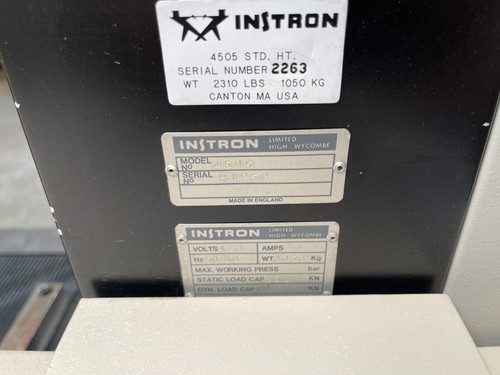 INSTRON
4505 STD. HT.
SERIAL NUMBER 2263
WT 2310 LBS 1050 KG
CANTON MA USA
INSTRON LIMITED
HIGH WYCOMBE
MODEL
NO
SERIAL
NO
MADE IN ENGLAND
INSTRON LIMITED
HIGH WYCOMBE
VOLTS AMPS
Hz WT. Kg
MAX. WORKING PRESS bar
STATIC LOAD CAP. KN
DYN. LOAD CAP. KN